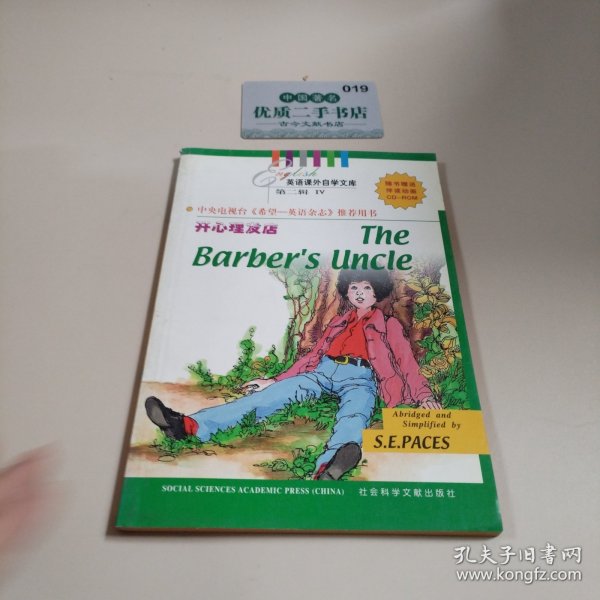 019
中国著名
优质二手书店
古今文献书店
English
英语课外自学文库
第二辑 IV
随书赠送
伴读动画
CD-ROM
中央电视台《希望—英语杂志》推荐用书
开心理发店
The
Barber's Uncle
Abridged and
Simplified by
S.E.PACES
SOCIAL SCIENCES ACADEMIC PRESS (CHINA) 社会科学文献出版社
孔夫子旧书网
www.kongfz.com